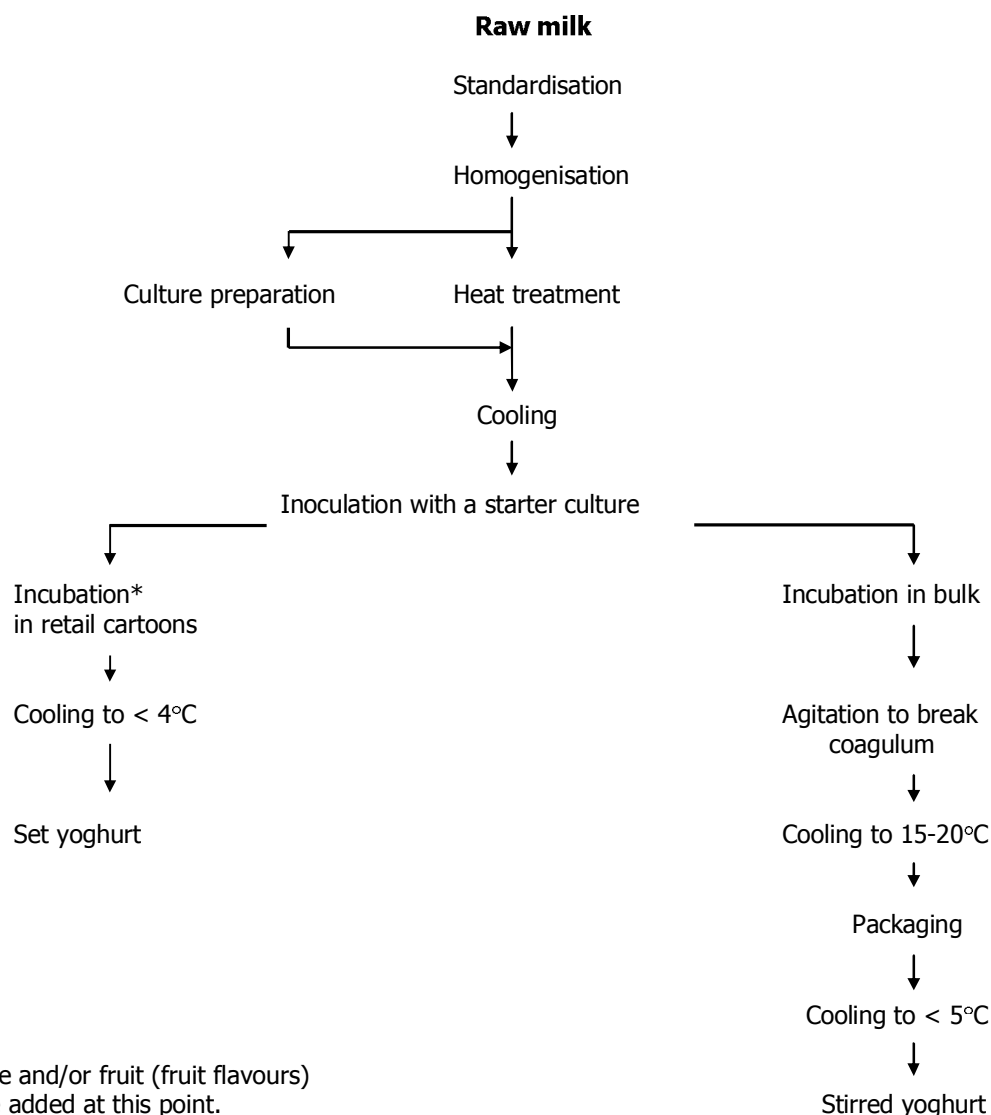 Raw milk
Standardisation
Homogenisation
Culture preparation
Heat treatment
Cooling
Inoculation with a starter culture
Incubation*
in retail cartoons
Cooling to < 4°C
Set yoghurt
Incubation in bulk
Agitation to break
coagulum
Cooling to 15-20°C
Packaging
Cooling to < 5°C
Stirred yoghurt
and/or fruit (fruit flavours)
added at this point.